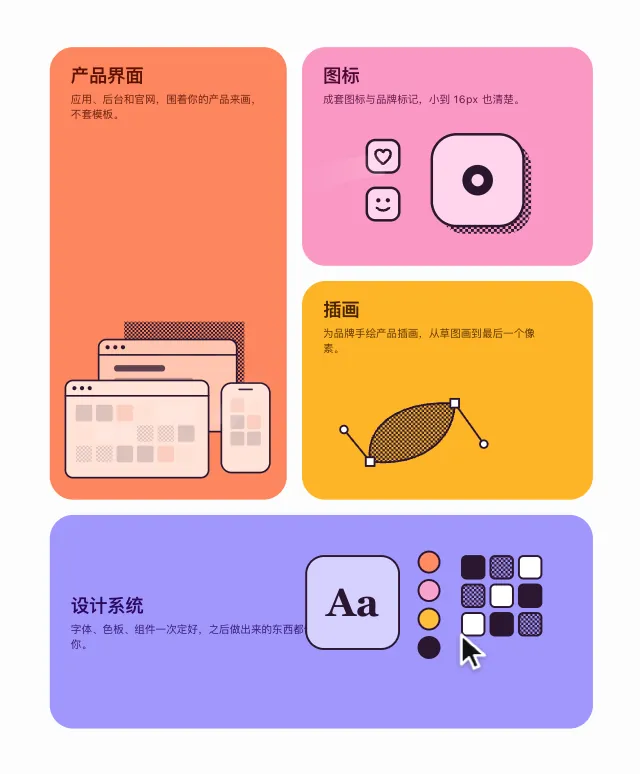 产品界面
应用、后台和官网，围着你的产品来画，
不套模板。
图标
成套图标与品牌标记，小到 16px 也清楚。
插画
为品牌手绘产品插画，从草图画到最后一个像
素。
设计系统
字体、色板、组件一次定好，之后做出来的东西都
你。
Aa